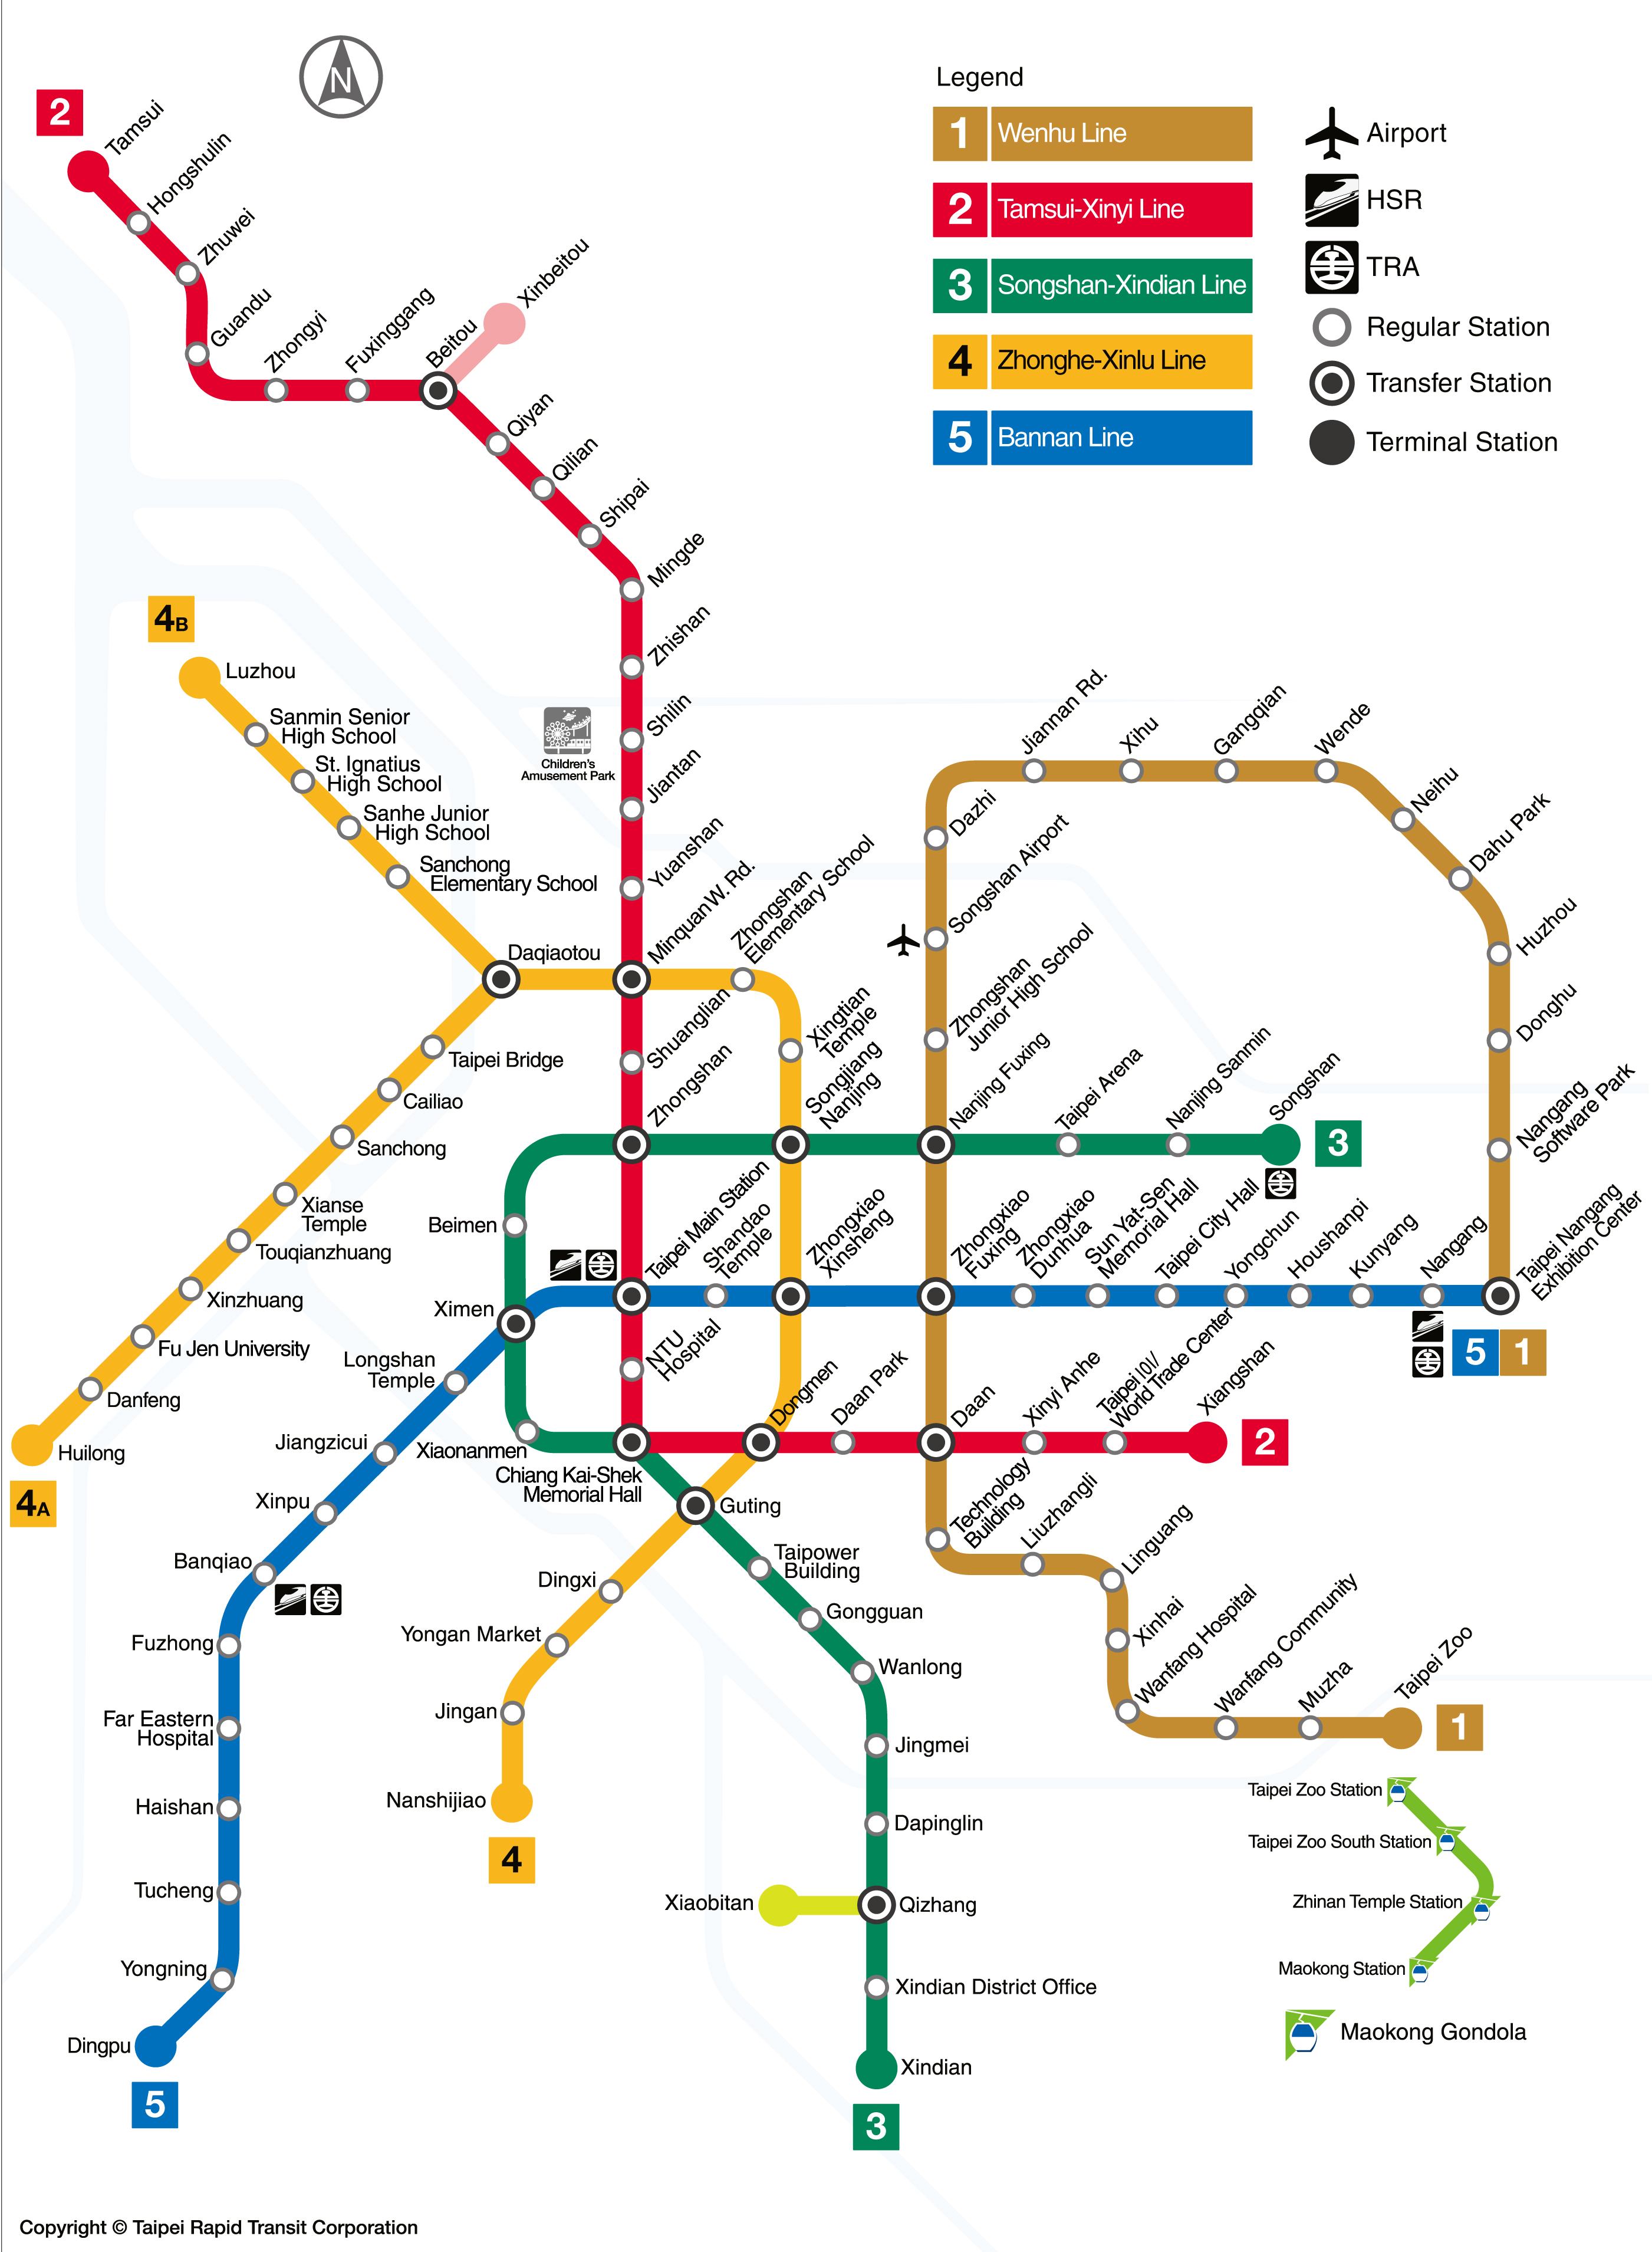 N
Legend
1 Wenhu Line
2 Tamsui-Xinyi Line
3 Songshan-Xindian Line
4 Zhonghe-Xinlu Line
5 Bannan Line
Airport
HSR
TRA
Regular Station
Transfer Station
Terminal Station
2
Tamsui
Hongshulin
Zhuwei
Guandu
Zhongyi
Fuxinggang
Beitou
Xinbeitou
Qiyan
Qilian
Shipai
Mingde
Zhishan
Shilin
Jiantan
Yuanshan
Minquan W. Rd.
Shuanglian
Zhongshan
Taipei Main Station
NTU
Hospital
Chiang Kai-Shek
Memorial Hall
Dongmen
Daan Park
Daan
Xinyi Anhe
Taipei 101/
World Trade Center
Xiangshan
2
Children's
Amusement Park
4B
Luzhou
Sanmin Senior
High School
St. Ignatius
High School
Sanhe Junior
High School
Sanchong
Elementary School
Daqiaotou
Zhongshan
Elementary School
Xingtian
Temple
Songjiang
Nanjing
Taipei Bridge
Cailiao
Sanchong
Xianse
Temple
Touqianzhuang
Xinzhuang
Fu Jen University
Danfeng
Huilong
4A
Jiannan Rd.
Xihu
Gangqian
Wende
Neihu
Dahu Park
Huzhou
Donghu
Nangang
Software Park
Taipei Nangang
Exhibition Center
Dazhi
Songshan Airport
Zhongshan
Junior High School
Nanjing Fuxing
Taipei Arena
Nanjing Sanmin
Songshan
3
Beimen
Ximen
Shandao
Temple
Zhongxiao
Xinsheng
Zhongxiao
Fuxing
Zhongxiao
Dunhua
Sun Yat-Sen
Memorial Hall
Taipei City Hall
Yongchun
Houshanpi
Kunyang
Nangang
5 1
Longshan
Temple
Jiangzicui
Xinpu
Banqiao
Fuzhong
Far Eastern
Hospital
Haishan
Tucheng
Yongning
Dingpu
5
Xiaonanmen
Guting
Dingxi
Yongan Market
Jingan
Nanshijiao
4
Taipower
Building
Gongguan
Wanlong
Jingmei
Dapinglin
Xiaobitan
Qizhang
Xindian District Office
Xindian
3
Technology
Building
Liuzhangli
Linguang
Xinhai
Wanfang Hospital
Wanfang Community
Muzha
Taipei Zoo
1
Taipei Zoo Station
Taipei Zoo South Station
Zhinan Temple Station
Maokong Station
Maokong Gondola
Copyright © Taipei Rapid Transit Corporation